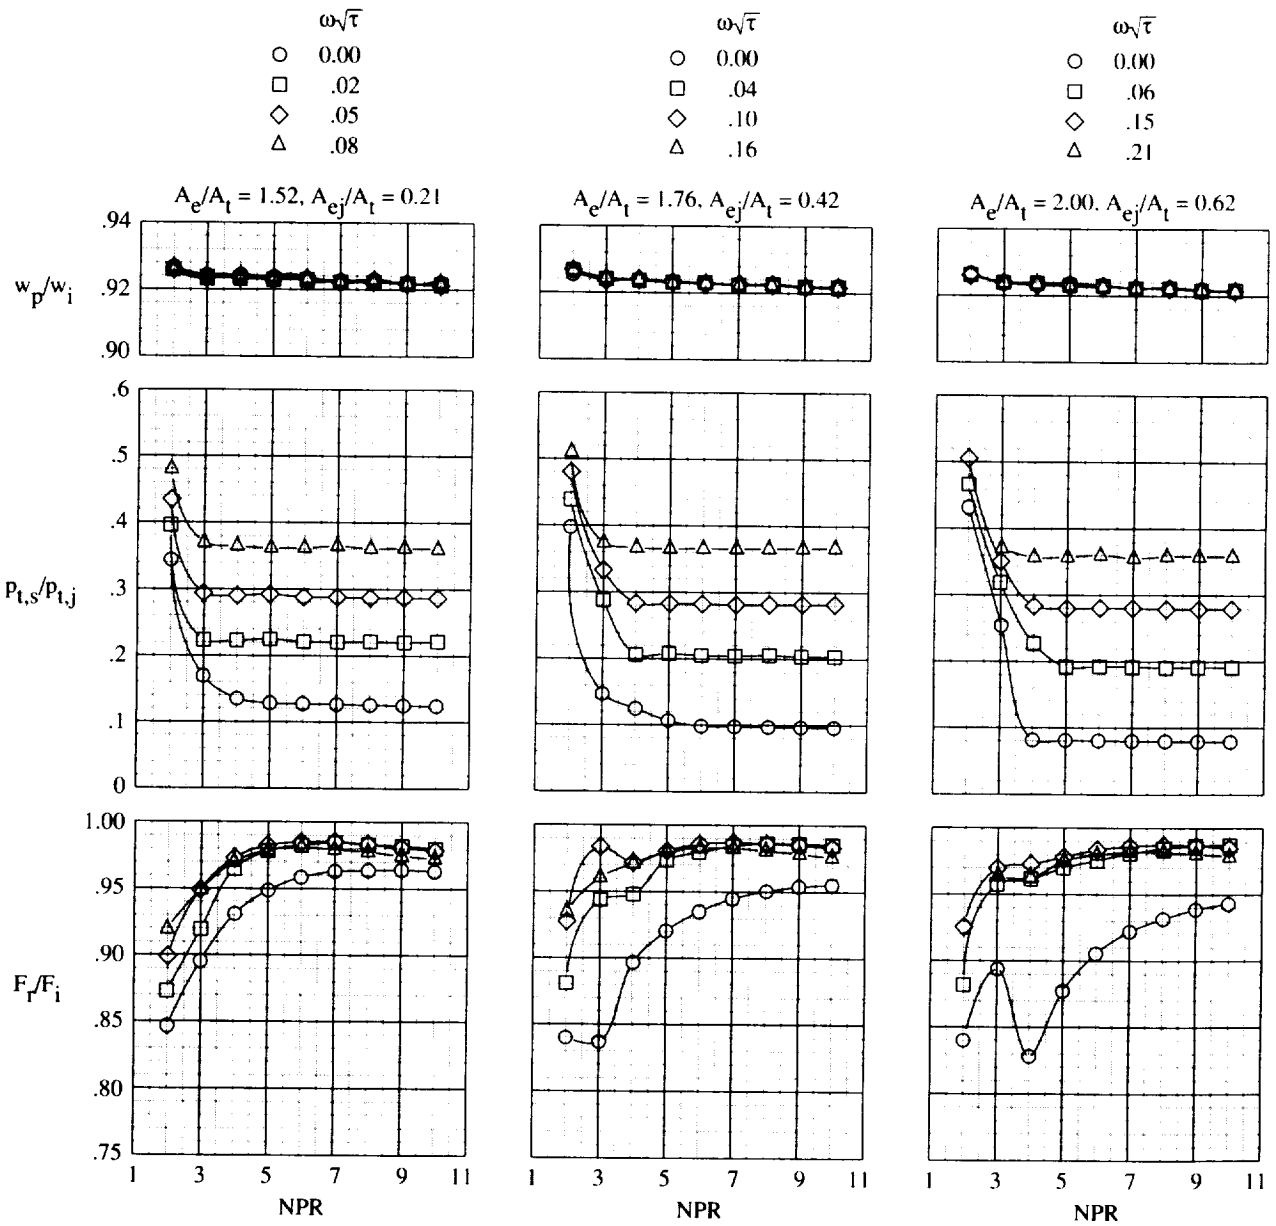 ω√τ
0.00
.02
.05
.08
ω√τ
0.00
.04
.10
.16
ω√τ
0.00
.06
.15
.21
A_e/A_t = 1.52, A_ej/A_t = 0.21
A_e/A_t = 1.76, A_ej/A_t = 0.42
A_e/A_t = 2.00, A_ej/A_t = 0.62
w_p/w_i
.94
.92
.90
p_t,s/p_t,j
.6
.5
.4
.3
.2
.1
0
F_r/F_i
1.00
.95
.90
.85
.80
.75
1 3 5 7 9 11
NPR
1 3 5 7 9 11
NPR
1 3 5 7 9 11
NPR